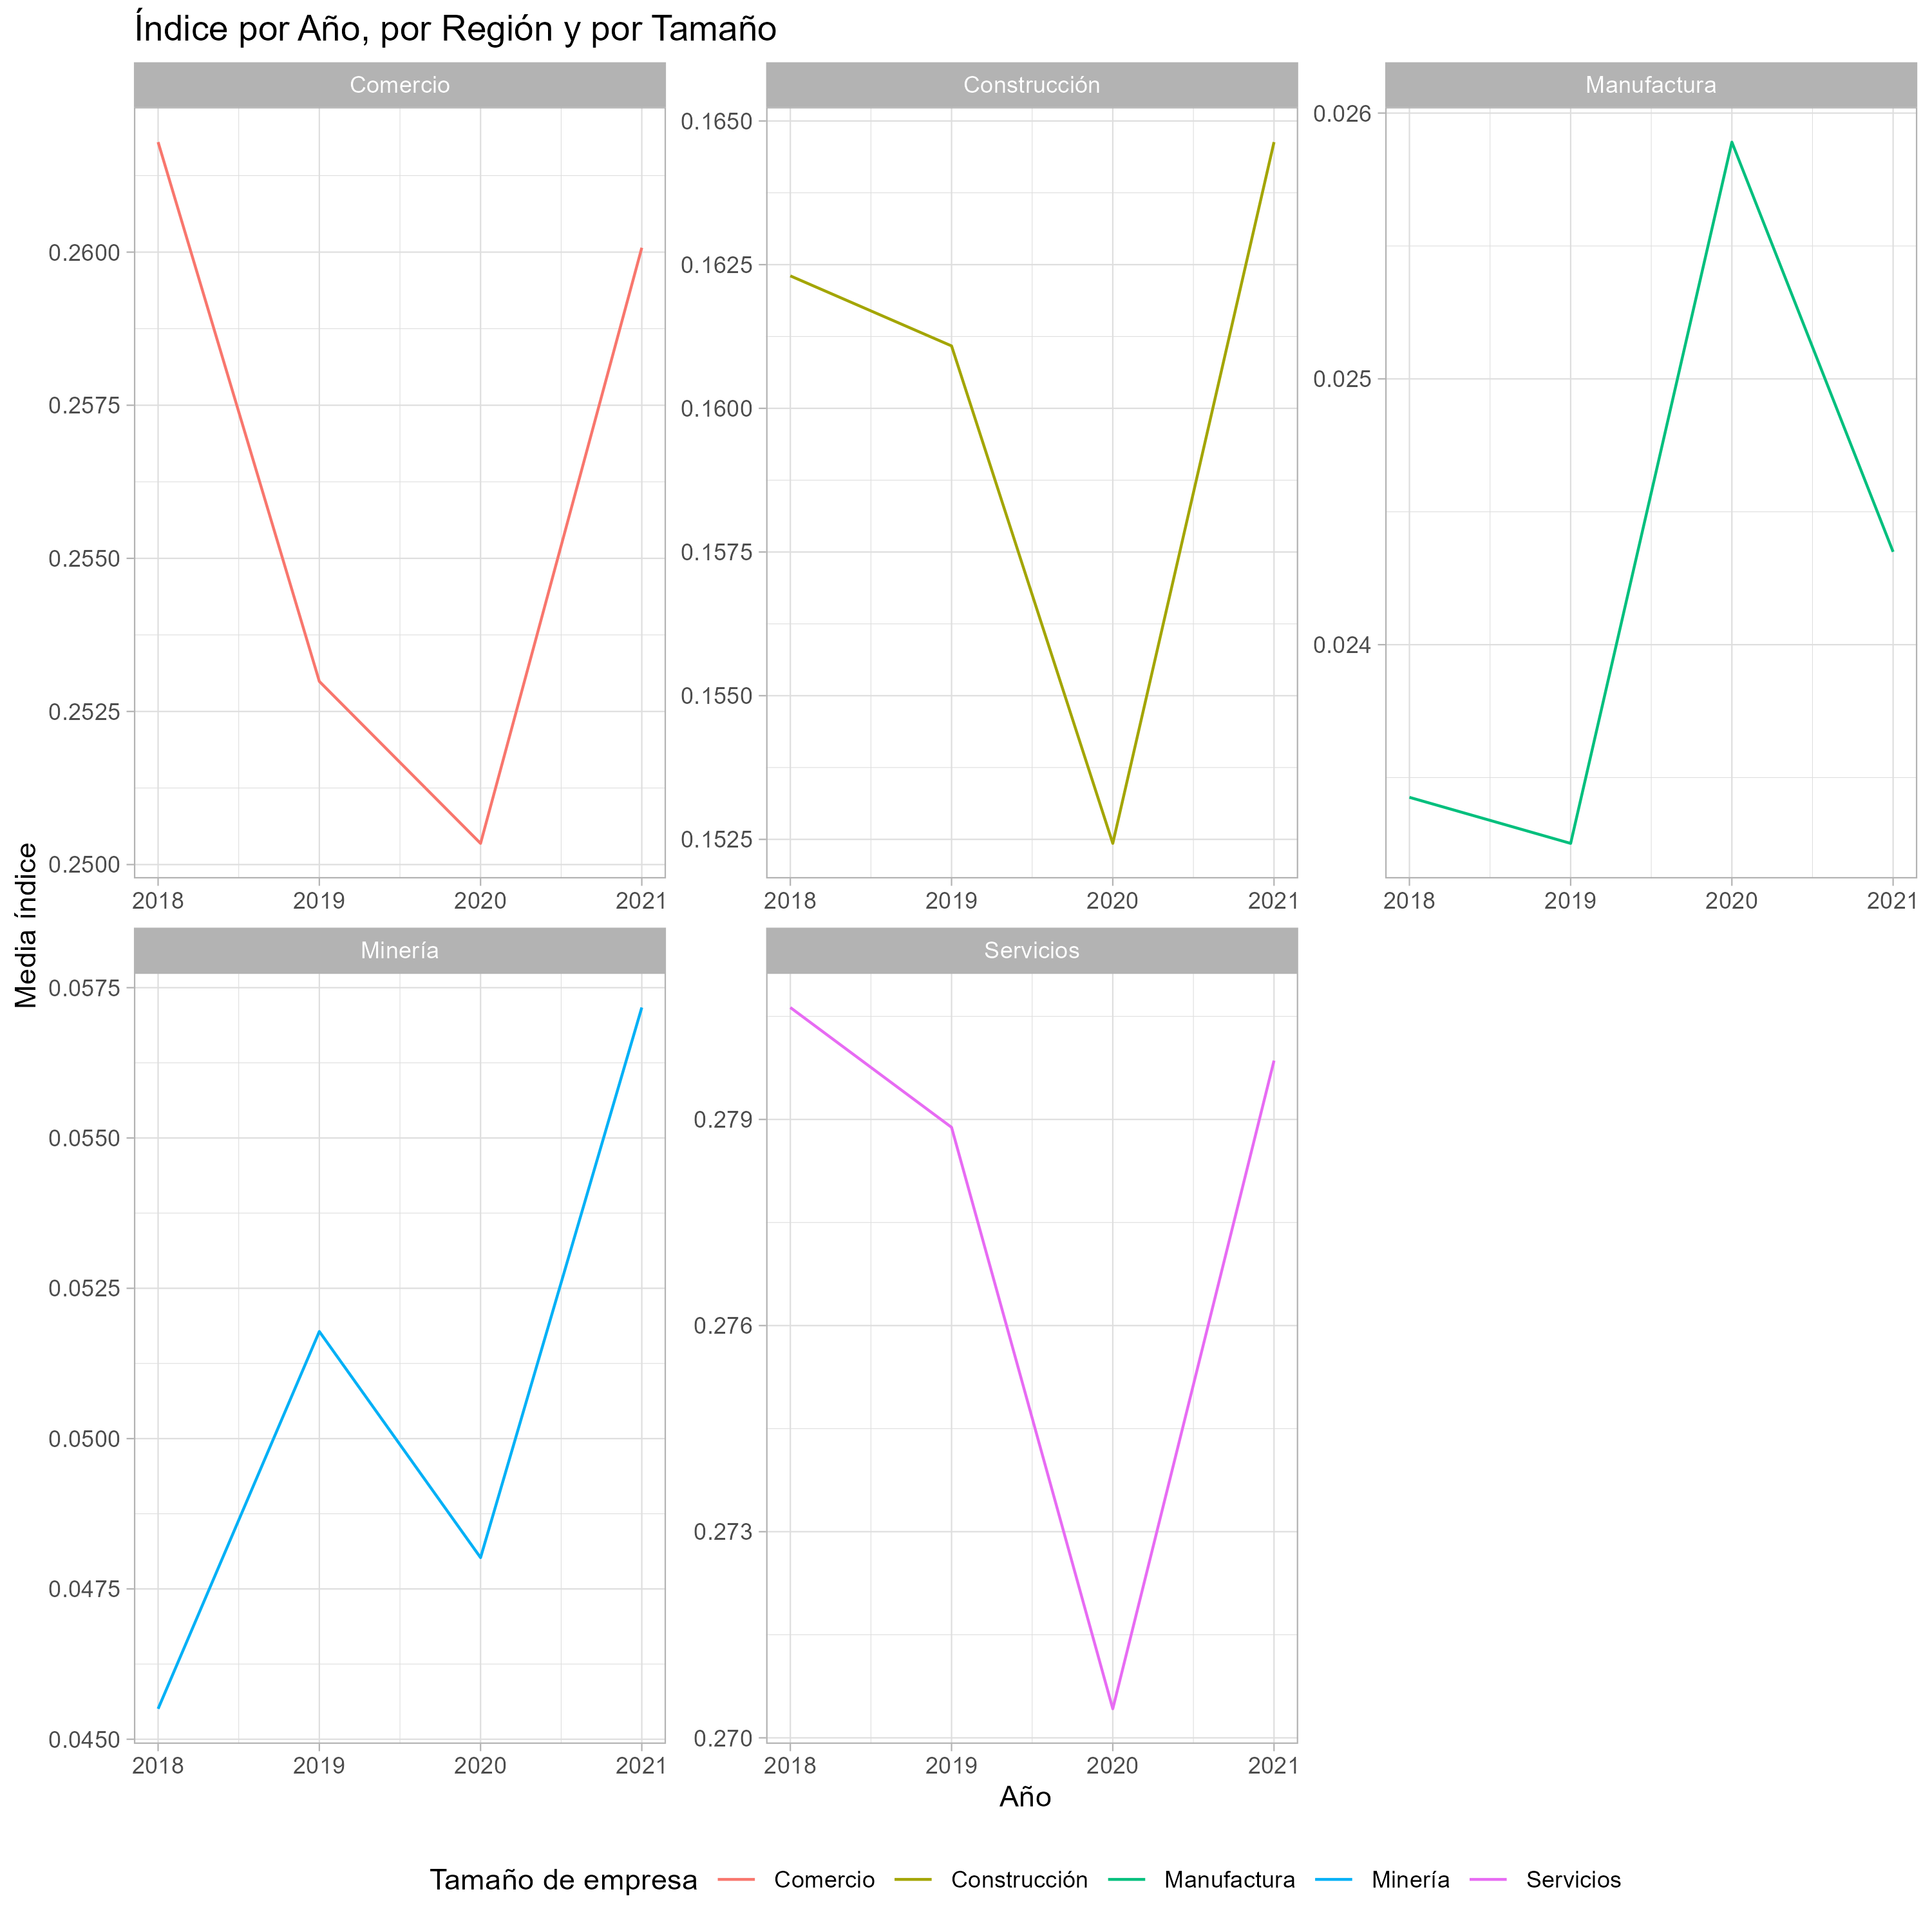 Índice por Año, por Región y por Tamaño
Comercio
Construcción
Manufactura
0.2600
0.2575
0.2550
0.2525
0.2500
0.1650
0.1625
0.1600
0.1575
0.1550
0.1525
0.026
0.025
0.024
2018 2019 2020 2021
2018 2019 2020 2021
2018 2019 2020 2021
Media índice
Minería
Servicios
0.0575
0.0550
0.0525
0.0500
0.0475
0.0450
0.279
0.276
0.273
0.270
2018 2019 2020 2021
2018 2019 2020 2021
Año
Tamaño de empresa Comercio Construcción Manufactura Minería Servicios